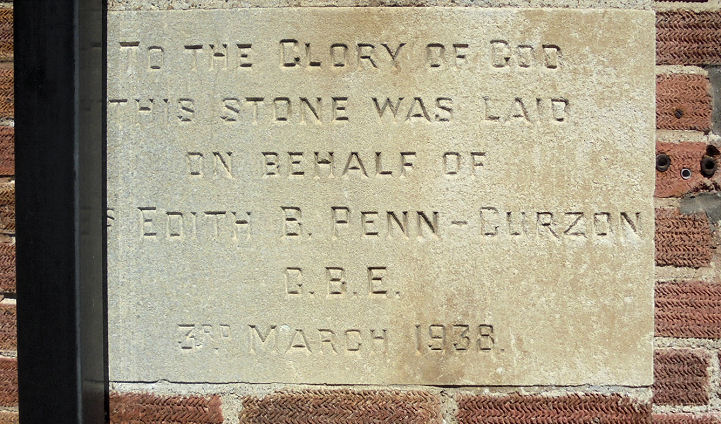 TO THE GLORY OF GOD
THIS STONE WAS LAID
ON BEHALF OF
EDITH B. PENN-CURZON
C.B.E.
3RD MARCH 1938.